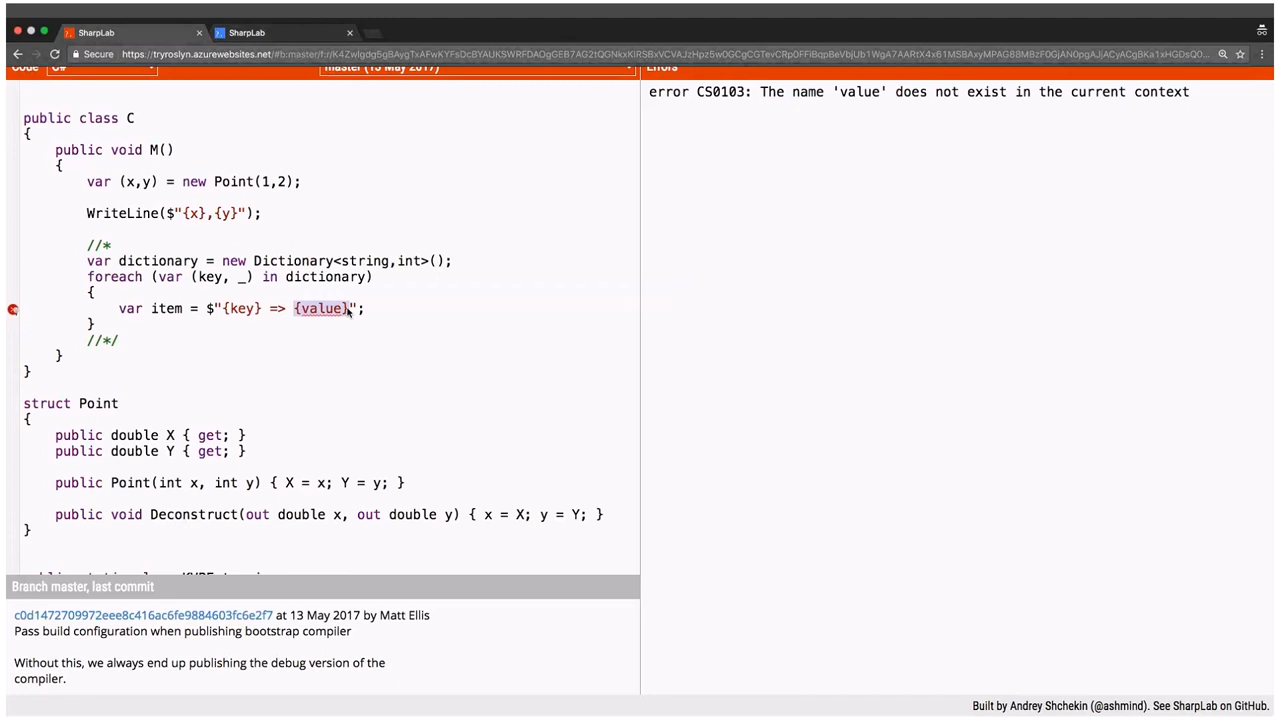 SharpLab
SharpLab
Secure
Code C# master (13 May 2017) Errors
public class C
{
public void M()
{
var (x,y) = new Point(1,2);
WriteLine($"{x},{y}");
//*
var dictionary = new Dictionary<string,int>();
foreach (var (key, _) in dictionary)
{
var item = $"{key} => {value}";
}
//*/
}
}
struct Point
{
public double X { get; }
public double Y { get; }
public Point(int x, int y) { X = x; Y = y; }
public void Deconstruct(out double x, out double y) { x = X; y = Y; }
}
error CS0103: The name 'value' does not exist in the current context
Branch master, last commit
c0d1472709972eee8c416ac6fe9884603fc6e2f7 at 13 May 2017 by Matt Ellis
Pass build configuration when publishing bootstrap compiler
Without this, we always end up publishing the debug version of the
compiler.
Built by Andrey Shchekin (@ashmind). See SharpLab on GitHub.